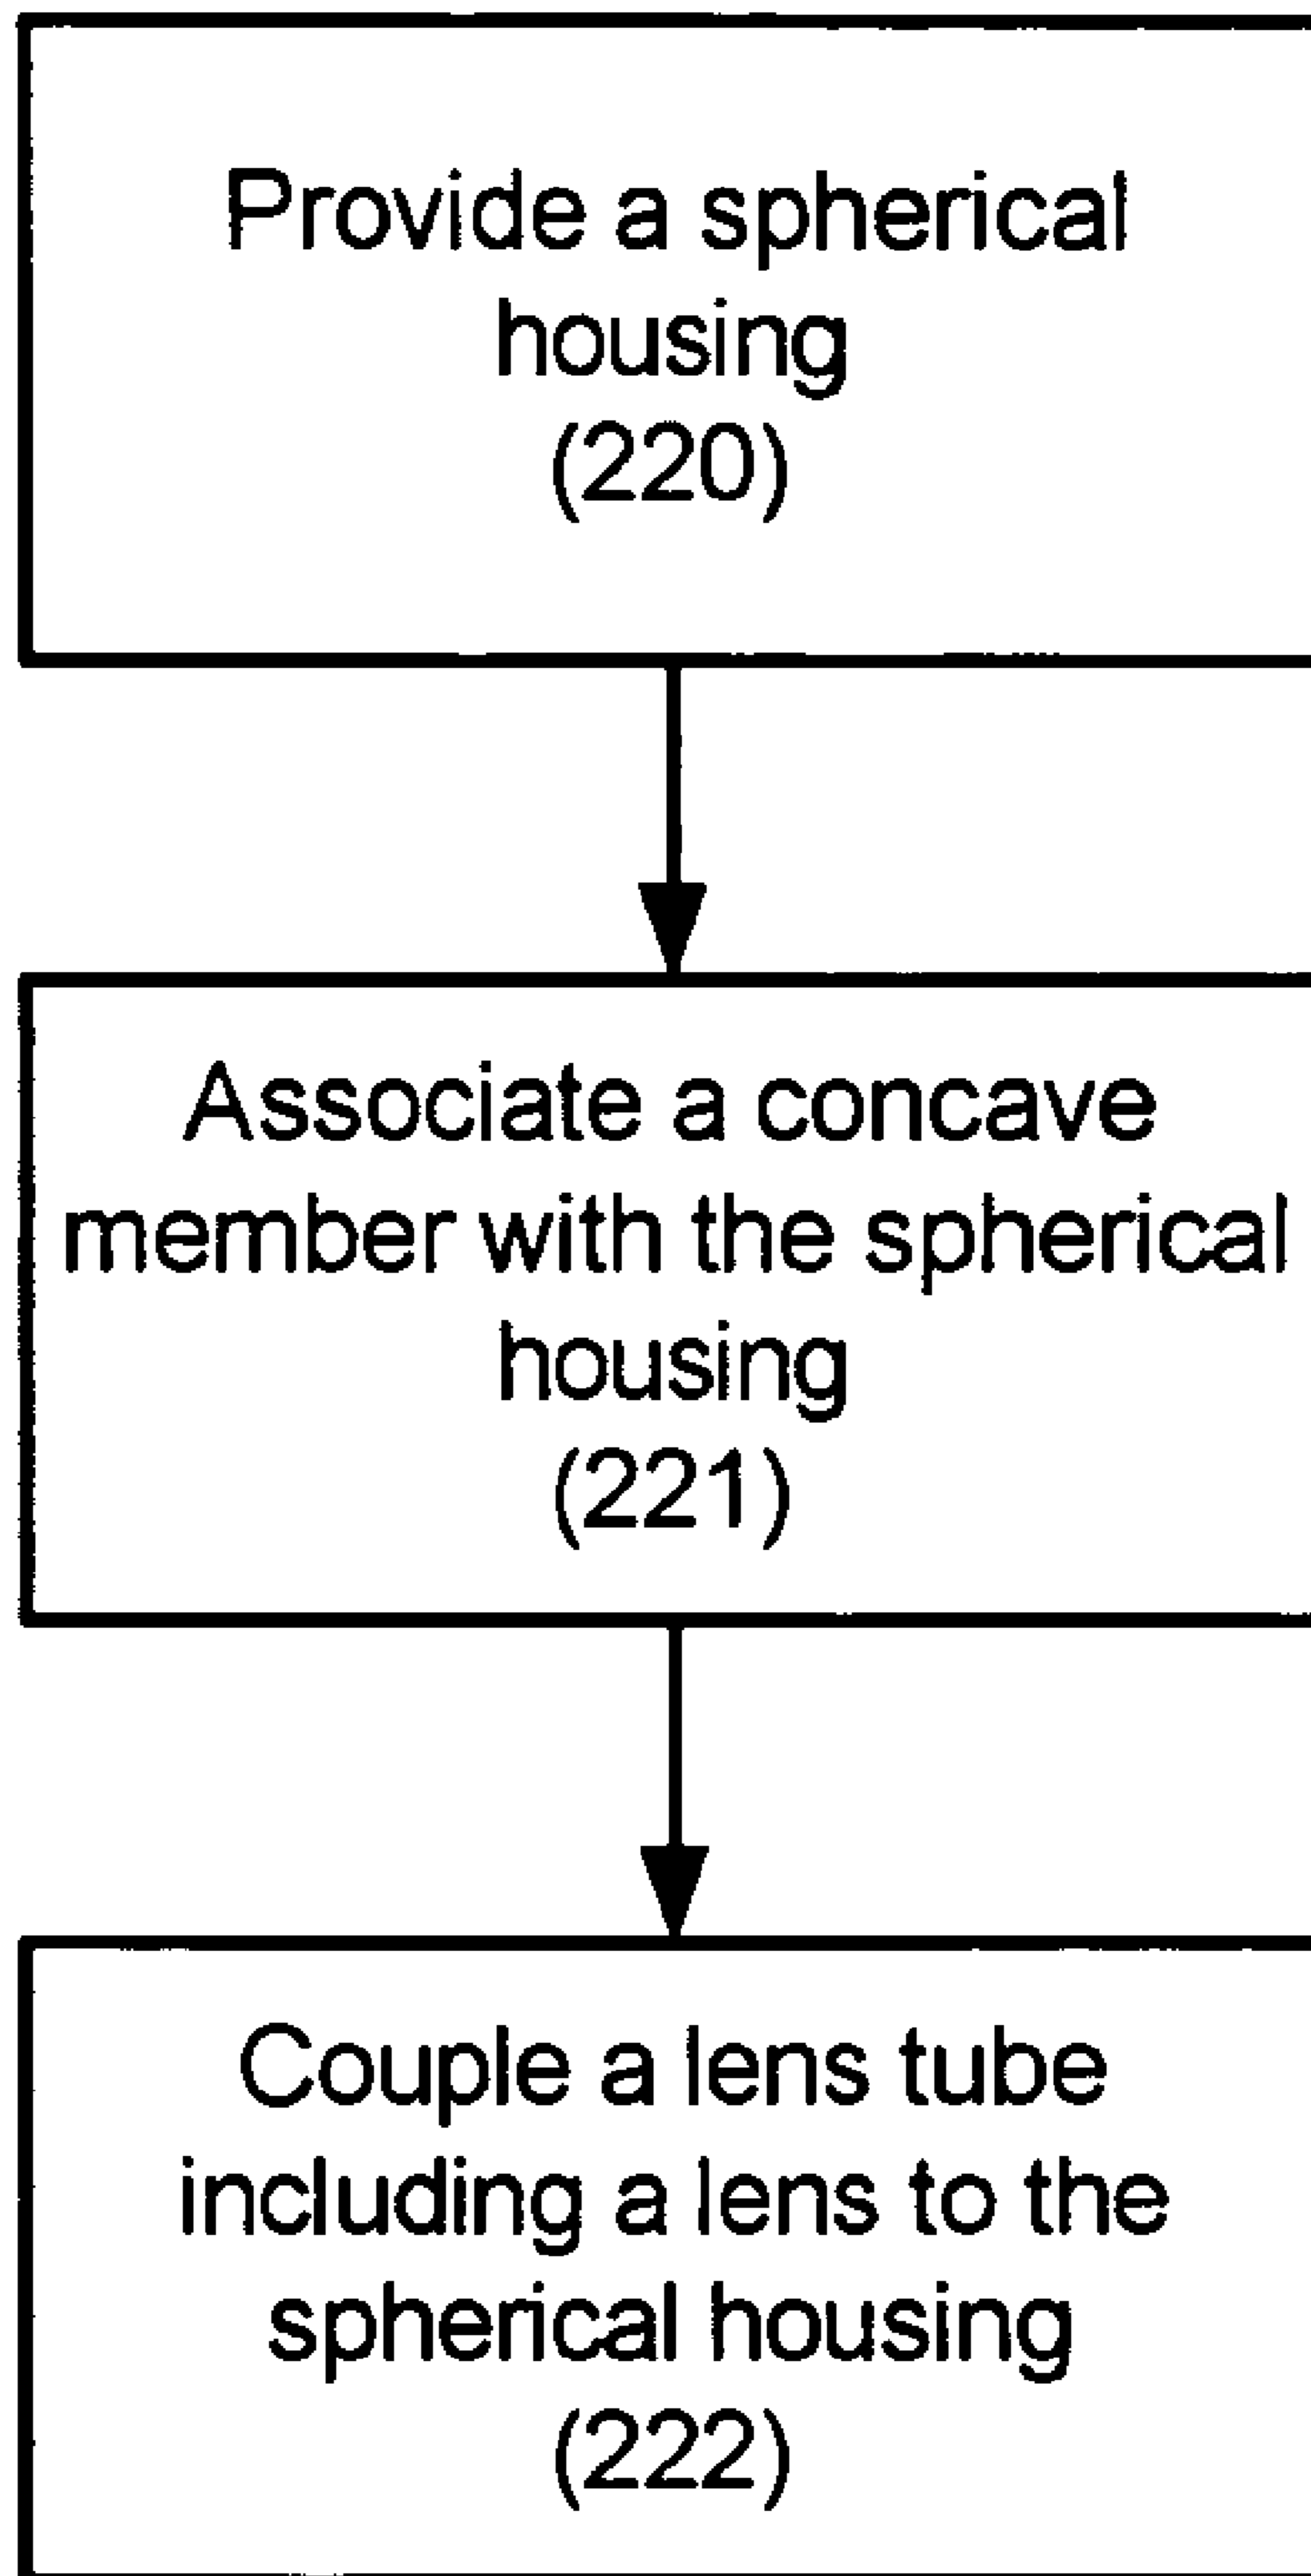 Provide a spherical
housing
(220)
Associate a concave
member with the spherical
housing
(221)
Couple a lens tube
including a lens to the
spherical housing
(222)